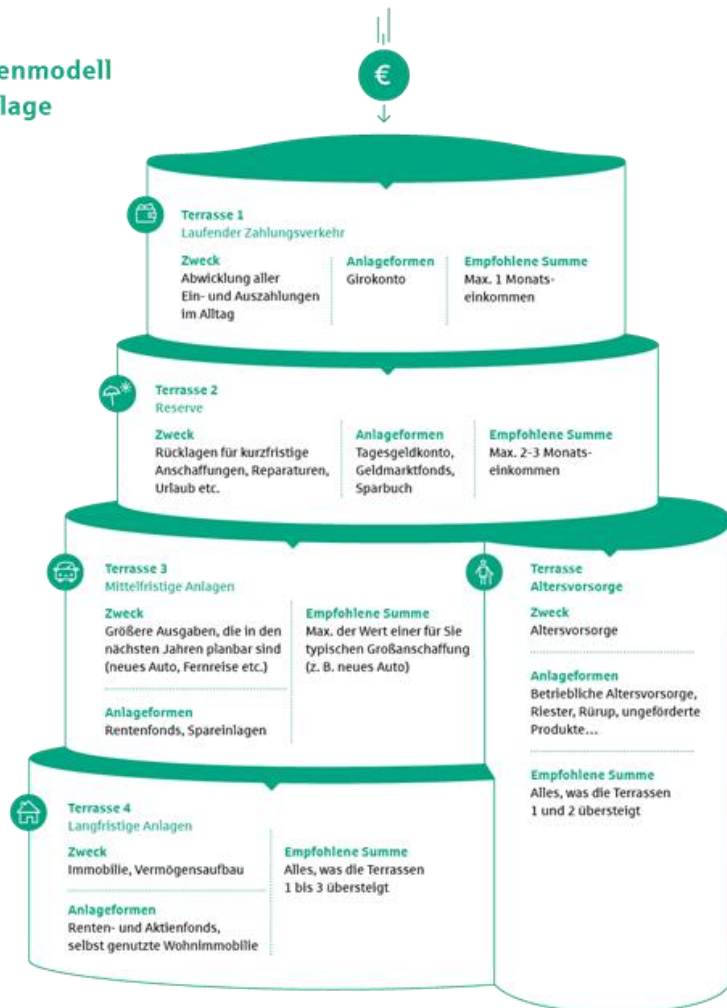 enmodell
lage
€
Terrasse 1
Laufender Zahlungsverkehr
Zweck
Abwicklung aller
Ein- und Auszahlungen
im Alltag
Anlageformen
Girokonto
Empfohlene Summe
Max. 1 Monats-
einkommen
Terrasse 2
Reserve
Zweck
Rücklagen für kurzfristige
Anschaffungen, Reparaturen,
Urlaub etc.
Anlageformen
Tagesgeldkonto,
Geldmarktfonds,
Sparbuch
Empfohlene Summe
Max. 2-3 Monats-
einkommen
Terrasse 3
Mittelfristige Anlagen
Zweck
Größere Ausgaben, die in den
nächsten Jahren planbar sind
(neues Auto, Fernreise etc.)
Anlageformen
Rentenfonds, Spareinlagen
Empfohlene Summe
Max. der Wert einer für Sie
typischen Großanschaffung
(z. B. neues Auto)
Terrasse
Altersvorsorge
Zweck
Altersvorsorge
Anlageformen
Betriebliche Altersvorsorge,
Riester, Rürup, ungeförderte
Produkte...
Empfohlene Summe
Alles, was die Terrassen
1 und 2 übersteigt
Terrasse 4
Langfristige Anlagen
Zweck
Immobilie, Vermögensaufbau
Anlageformen
Renten- und Aktienfonds,
selbst genutzte Wohnimmobilie
Empfohlene Summe
Alles, was die Terrassen
1 bis 3 übersteigt